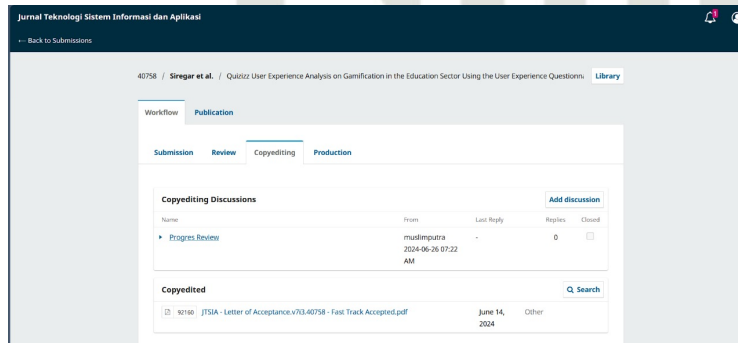 Jurnal Teknologi Sistem Informasi dan Aplikasi
1
← Back to Submissions
40758 / Siregar et al. / Quizizz User Experience Analysis on Gamification in the Education Sector Using the User Experience Questionn
Library
Workflow Publication
Submission Review Copyediting Production
Copyediting Discussions Add discussion
Name From Last Reply Replies Closed
Progres Review muslimputra - 0
2024-06-26 07:22
AM
Copyedited Search
92160 JTSIA - Letter of Acceptance.v7i3.40758 - Fast Track Accepted.pdf June 14, Other
2024